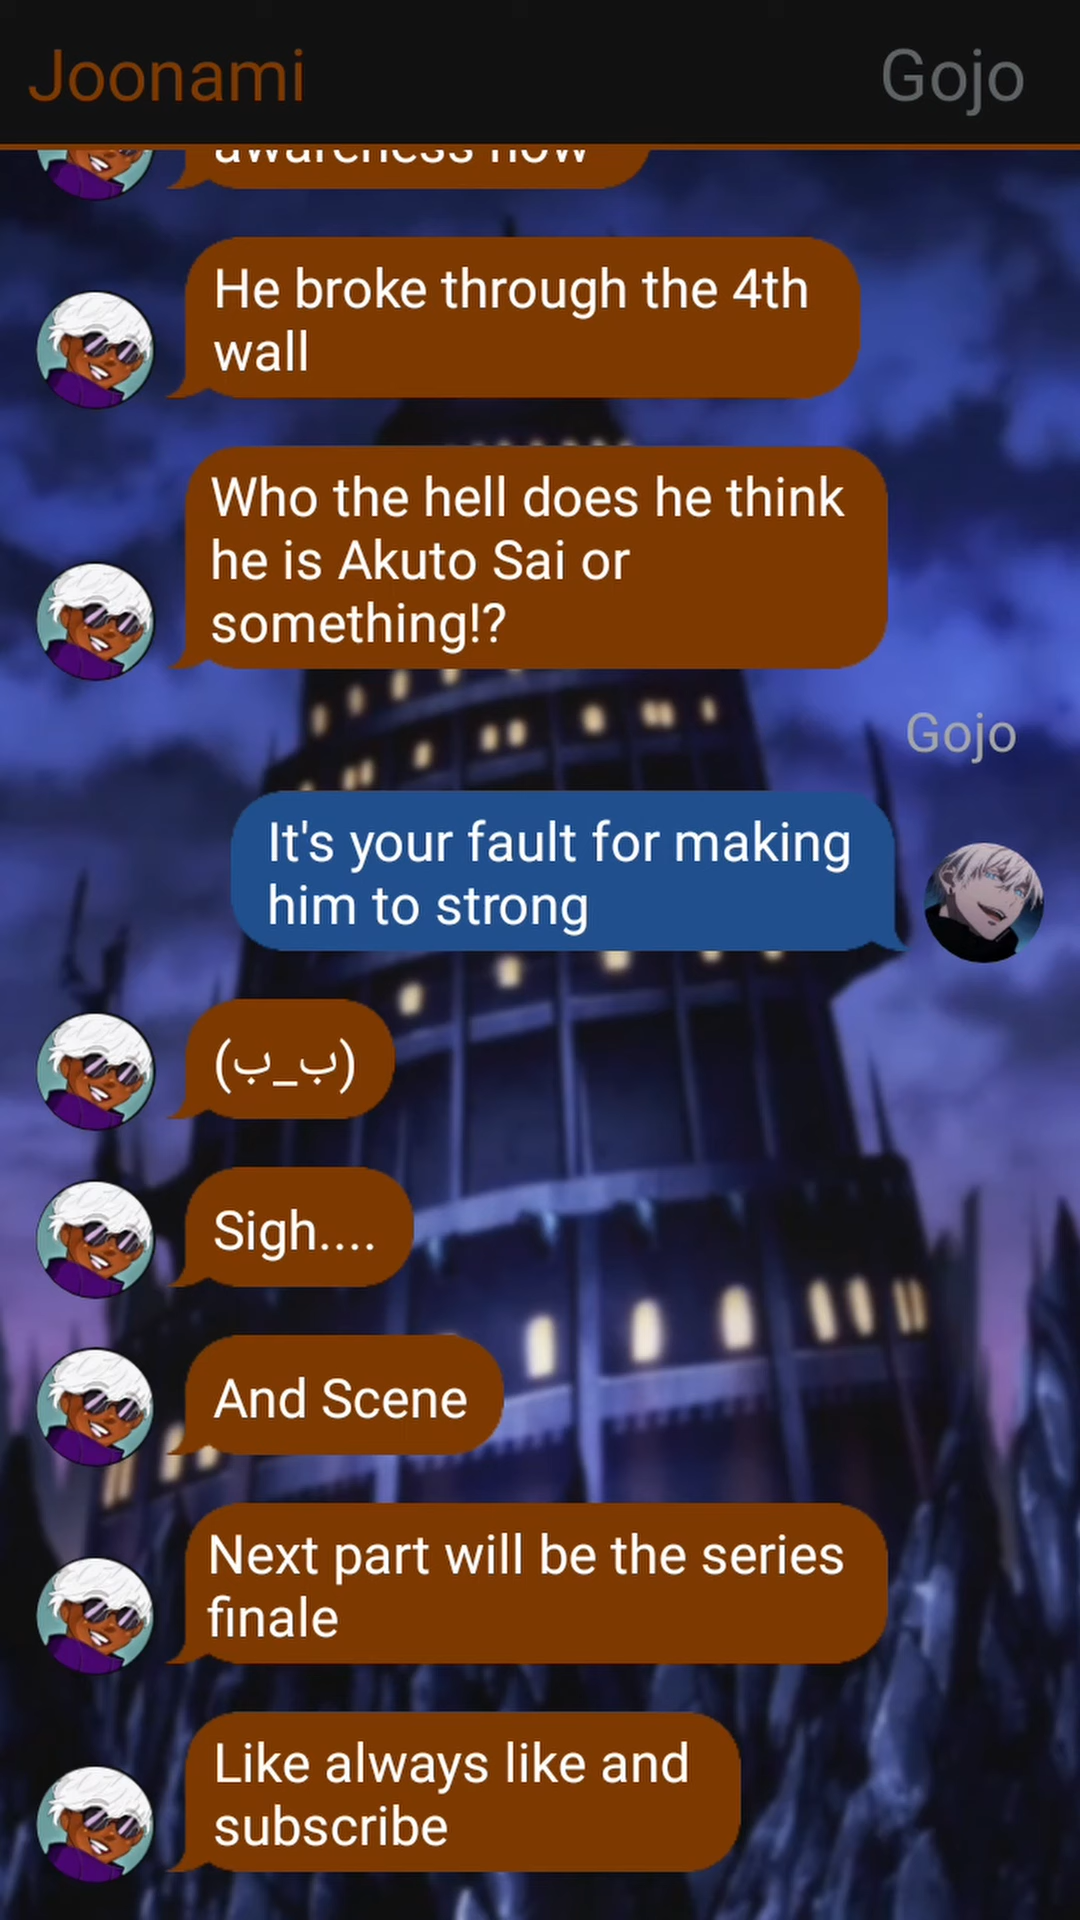 Joonami
Gojo
awareness now
He broke through the 4th
wall
Who the hell does he think
he is Akuto Sai or
something!?
Gojo
It's your fault for making
him to strong
(ب_ب)
Sigh....
And Scene
Next part will be the series
finale
Like always like and
subscribe